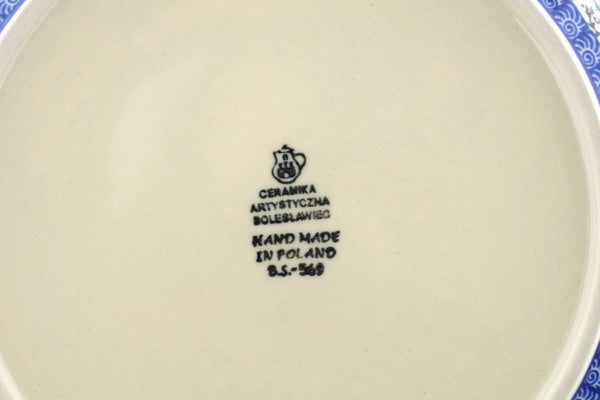 CERAMIKA
ARTYSTYCZNA
BOLESŁAWIEC
HAND MADE
IN POLAND
B.S.-569